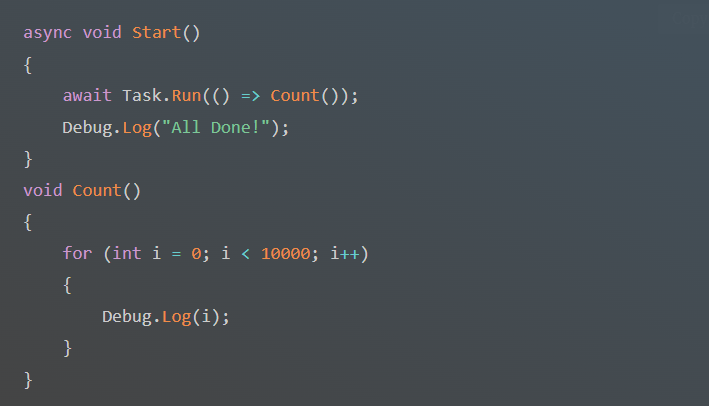 async void Start()
{
    await Task.Run(() => Count());
    Debug.Log("All Done!");
}
void Count()
{
    for (int i = 0; i < 10000; i++)
    {
        Debug.Log(i);
    }
}